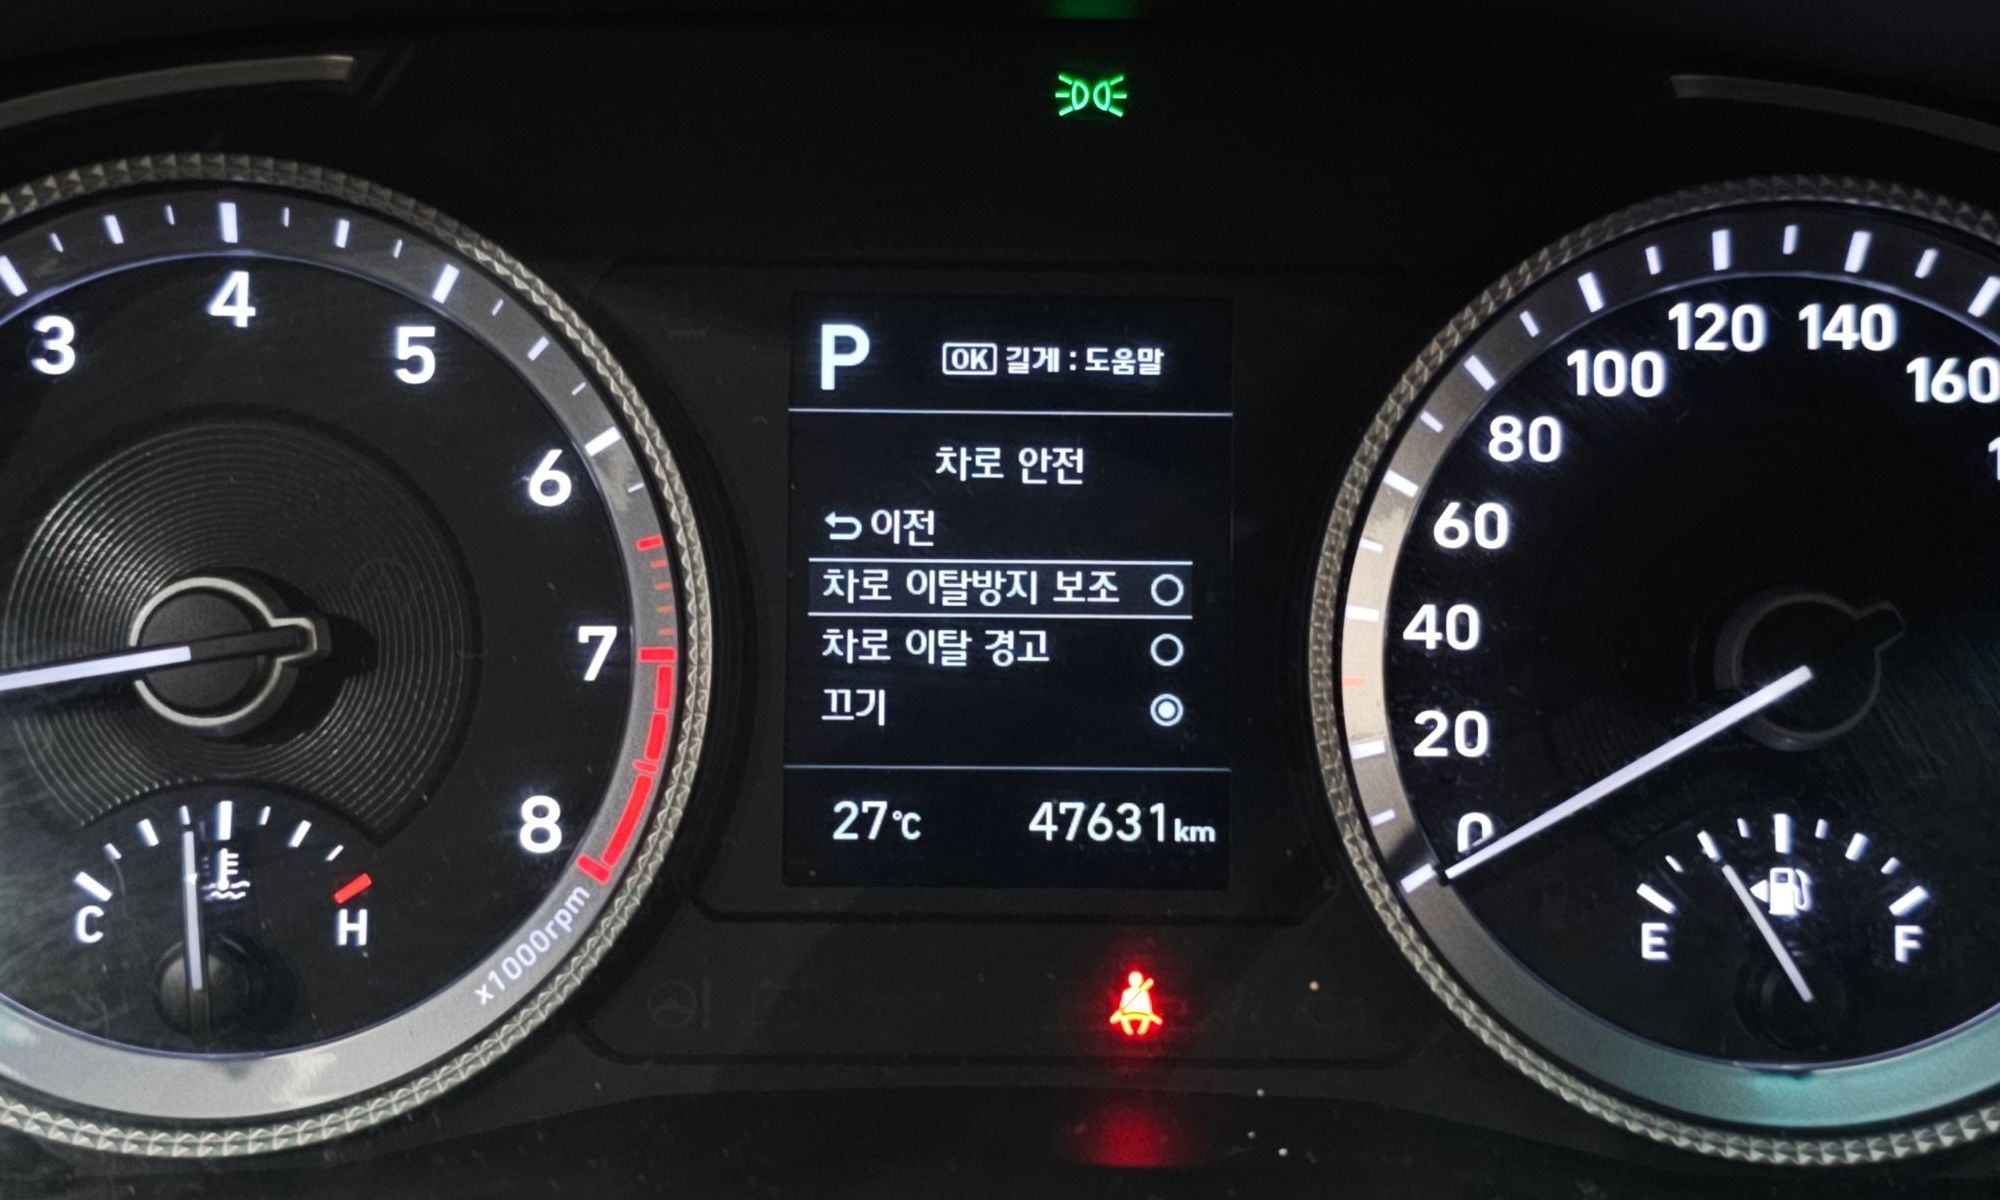 3
4
5
6
7
8
x1000rpm
C
H
P
OK 길게 : 도움말
차로 안전
이전
차로 이탈방지 보조
차로 이탈 경고
끄기
27℃ 47631km
0
20
40
60
80
100
120
140
160
E
F